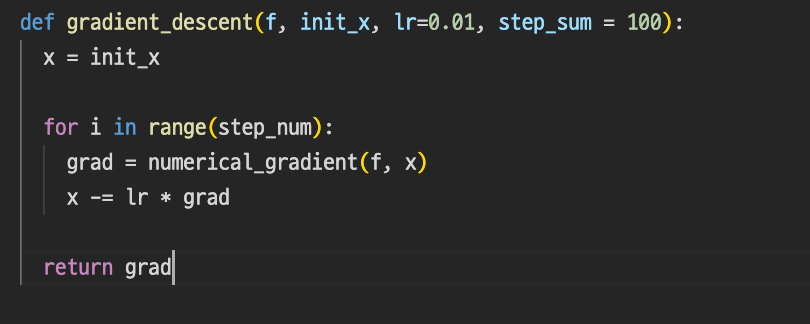 def gradient_descent(f, init_x, lr=0.01, step_sum = 100):
x = init_x
for i in range(step_num):
grad = numerical_gradient(f, x)
x -= lr * grad
return grad